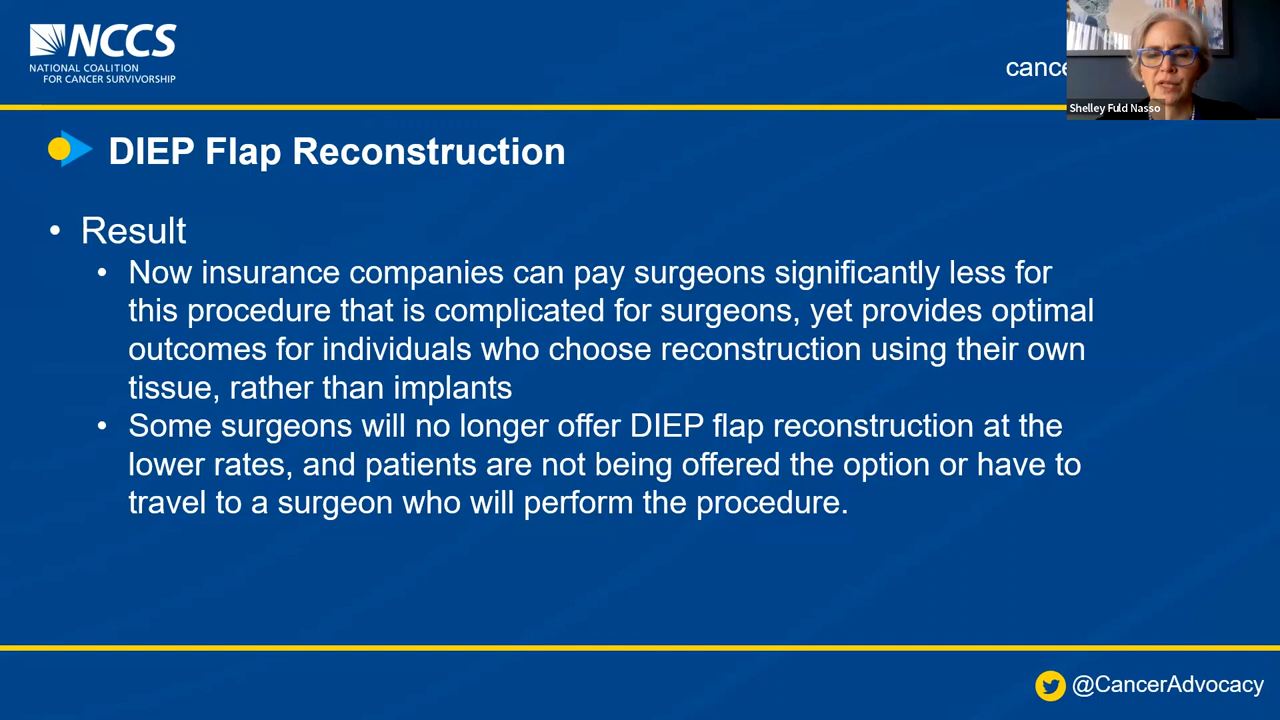 NCCS
NATIONAL COALITION
FOR CANCER SURVIVORSHIP
Shelley Fuld Nasso
DIEP Flap Reconstruction
• Result
• Now insurance companies can pay surgeons significantly less for
this procedure that is complicated for surgeons, yet provides optimal
outcomes for individuals who choose reconstruction using their own
tissue, rather than implants
• Some surgeons will no longer offer DIEP flap reconstruction at the
lower rates, and patients are not being offered the option or have to
travel to a surgeon who will perform the procedure.
@CancerAdvocacy